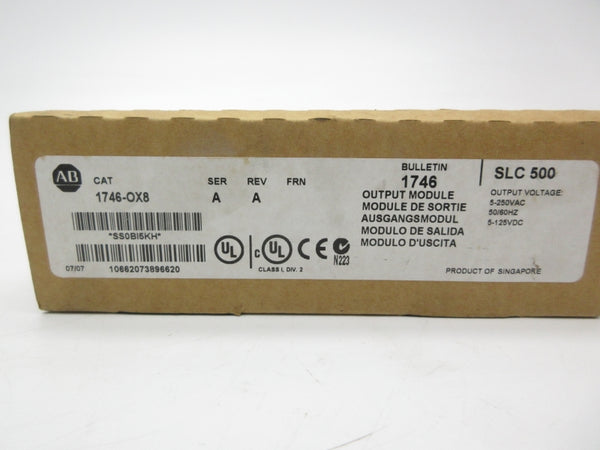 AB
CAT
1746-OX8
SER
A
REV
A
FRN
*SS0BI5KH*
07/07
10662073896620
UL
c UL
CLASS I, DIV. 2
N223
BULLETIN
1746
OUTPUT MODULE
MODULE DE SORTIE
AUSGANGSMODUL
MODULO DE SALIDA
MODULO D'USCITA
SLC 500
OUTPUT VOLTAGE:
5-250VAC
50/60HZ
5-125VDC
PRODUCT OF SINGAPORE